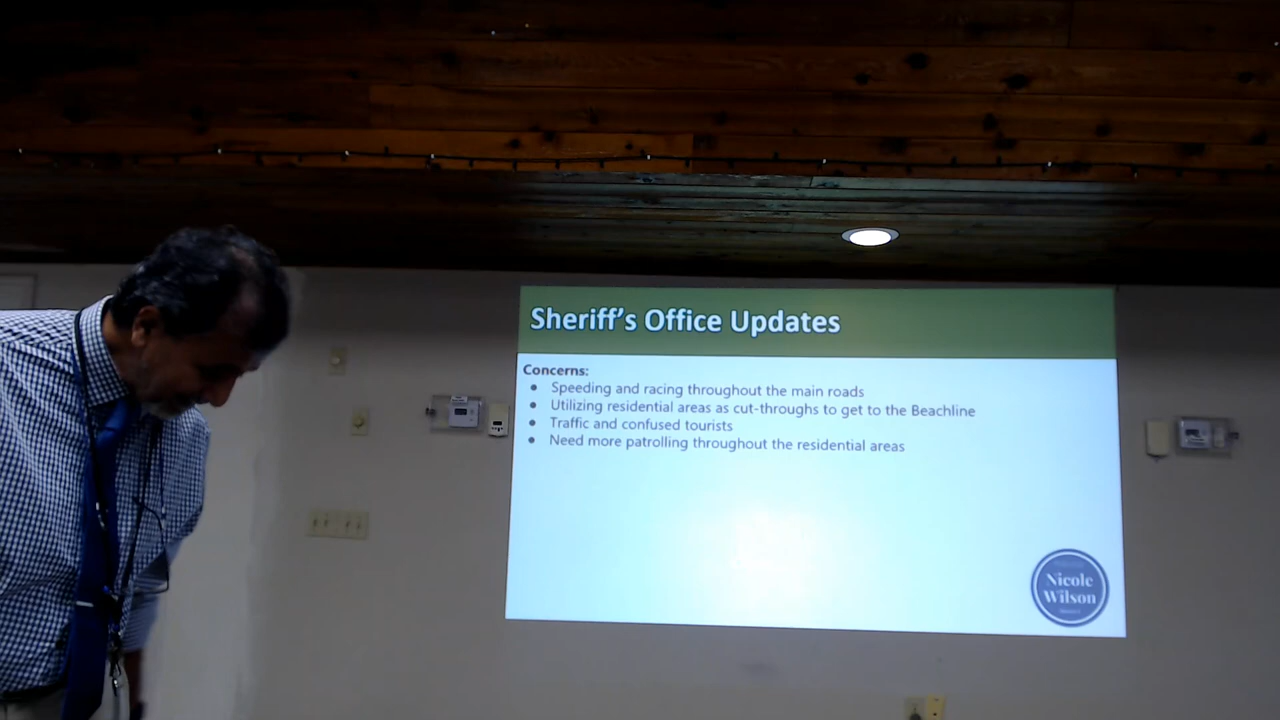 Sheriff's Office Updates
Concerns:
• Speeding and racing throughout the main roads
• Utilizing residential areas as cut-throughs to get to the Beachline
• Traffic and confused tourists
• Need more patrolling throughout the residential areas
Nicole
Wilson